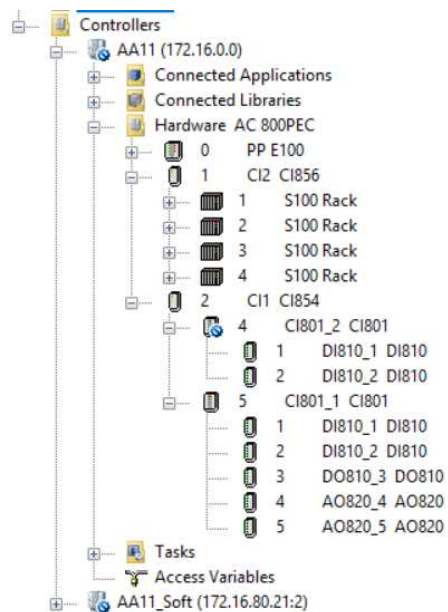 Controllers
AA11 (172.16.0.0)
Connected Applications
Connected Libraries
Hardware AC 800PEC
0 PP E100
1 CI2 CI856
1 S100 Rack
2 S100 Rack
3 S100 Rack
4 S100 Rack
2 CI1 CI854
4 CI801_2 CI801
1 DI810_1 DI810
2 DI810_2 DI810
5 CI801_1 CI801
1 DI810_1 DI810
2 DI810_2 DI810
3 DO810_3 DO810
4 AO820_4 AO820
5 AO820_5 AO820
Tasks
Access Variables
AA11_Soft (172.16.80.21:2)